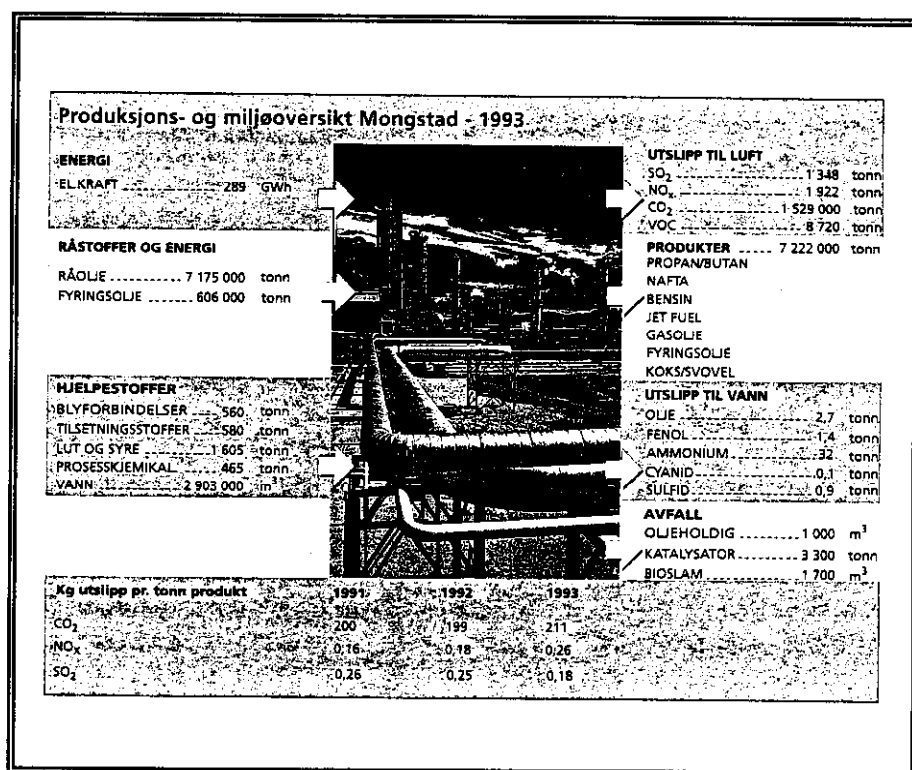 Produksjons- og miljøoversikt Mongstad - 1993
ENERGI
EL.KRAFT 289 GWh
RÅSTOFFER OG ENERGI
RÅOLJE 7 175 000 tonn
FYRINGSOLJE 606 000 tonn
HJELPESTOFFER
BLYFORBINDELSER 560 tonn
TILSETNINGSSTOFFER 580 tonn
LUT OG SYRE 1 605 tonn
PROSESSKJEMIKAL 465 tonn
VANN 2 903 000 m³
UTSLIPP TIL LUFT
SO₂ 1 348 tonn
NOₓ 1 922 tonn
CO₂ 1 529 000 tonn
VOC 8 720 tonn
PRODUKTER 7 222 000 tonn
PROPAN/BUTAN
NAFTA
BENSIN
JET FUEL
GASOLJE
FYRINGSOLJE
KOKS/SVOVEL
UTSLIPP TIL VANN
OLJE 2,7 tonn
FENOL 1,4 tonn
AMMONIUM 32 tonn
CYANID 0,1 tonn
SULFID 0,9 tonn
AVFALL
OLJEHOLDIG 1 000 m³
KATALYSATOR 3 300 tonn
BIOSLAM 1 700 m³
Kg utslipp pr. tonn produkt 1991 1992 1993
CO₂ 200 199 211
NOₓ 0,16 0,18 0,26
SO₂ 0,26 0,25 0,18